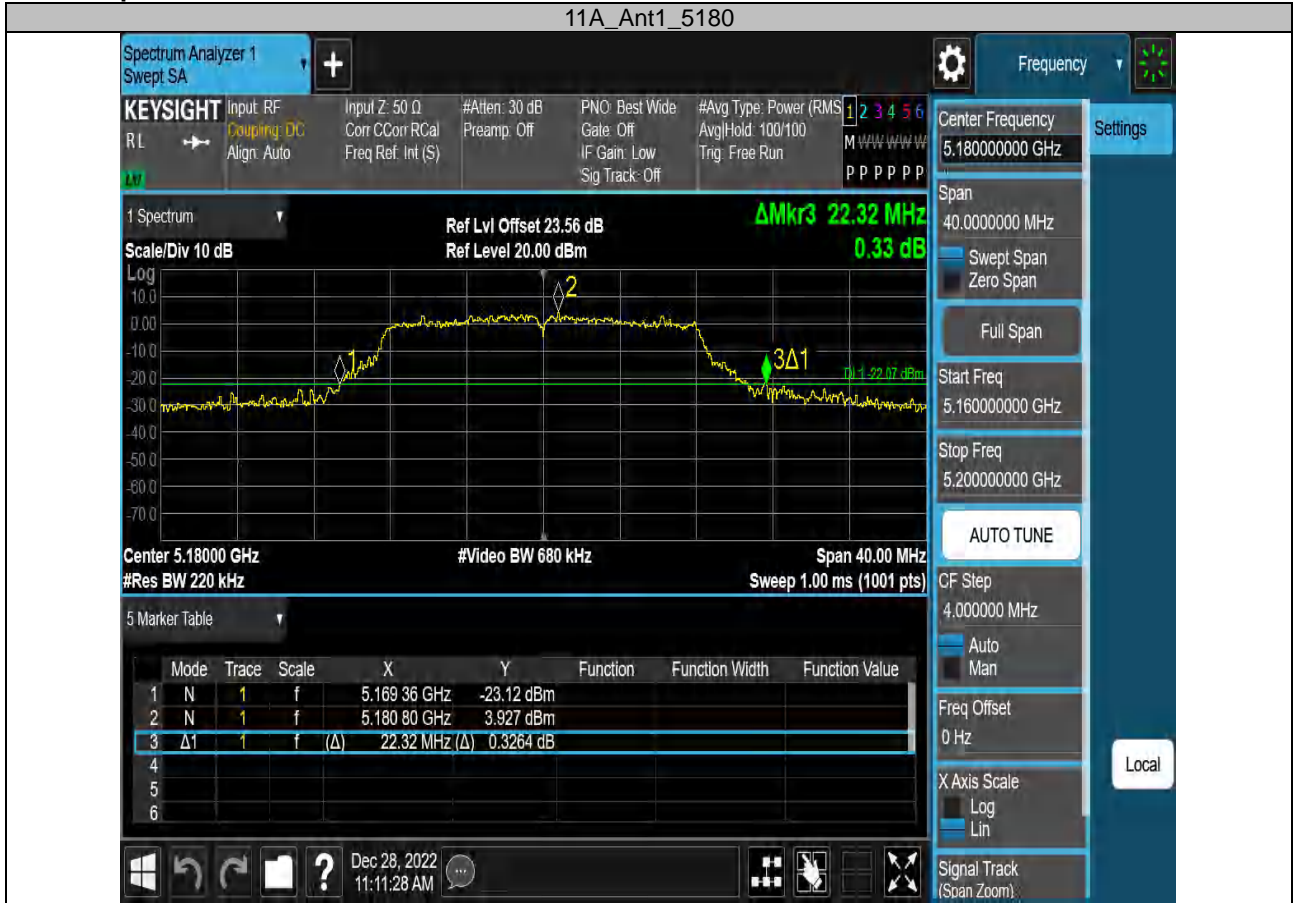 11A_Ant1_5180
Spectrum Analyzer 1
Swept SA
+
Frequency
KEYSIGHT
RL
Input: RF
Coupling: DC
Align: Auto
Input Z: 50 Ω
Corr CCorr RCal
Freq Ref: Int (S)
#Atten: 30 dB
Preamp: Off
PNO: Best Wide
Gate: Off
IF Gain: Low
Sig Track: Off
#Avg Type: Power (RMS
Avg|Hold: 100/100
Trig: Free Run
1 2 3 4 5 6
M W W W W W
P P P P P P
1 Spectrum
Scale/Div 10 dB
Ref Lvl Offset 23.56 dB
Ref Level 20.00 dBm
ΔMkr3 22.32 MHz
0.33 dB
Log
10.0
0.00
-10.0
-20.0
-30.0
-40.0
-50.0
-60.0
-70.0
1
2
3Δ1
DL1 -22.07 dBm
Center 5.18000 GHz
#Res BW 220 kHz
#Video BW 680 kHz
Span 40.00 MHz
Sweep 1.00 ms (1001 pts)
5 Marker Table
Mode Trace Scale X Y Function Function Width Function Value
1 N 1 f 5.169 36 GHz -23.12 dBm
2 N 1 f 5.180 80 GHz 3.927 dBm
3 Δ1 1 f (Δ) 22.32 MHz (Δ) 0.3264 dB
4
5
6
Dec 28, 2022
11:11:28 AM
?
Center Frequency
5.180000000 GHz
Settings
Span
40.0000000 MHz
Swept Span
Zero Span
Full Span
Start Freq
5.160000000 GHz
Stop Freq
5.200000000 GHz
AUTO TUNE
CF Step
4.000000 MHz
Auto
Man
Freq Offset
0 Hz
X Axis Scale
Log
Lin
Local
Signal Track
(Span Zoom)